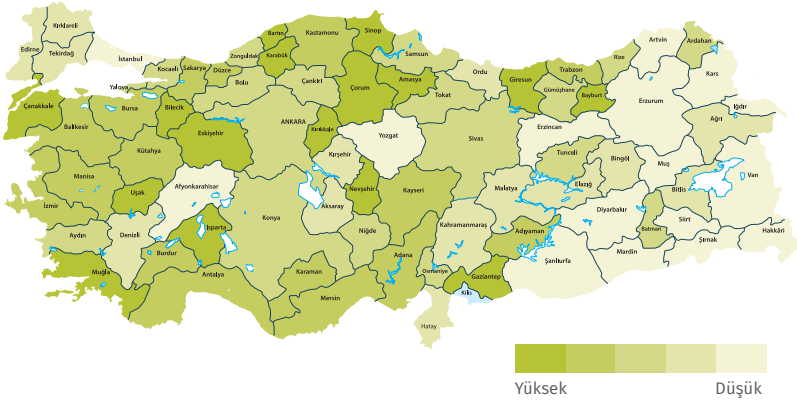 Kırklareli
Edirne
Tekirdağ
İstanbul
Kocaeli
Yalova
Sakarya
Düzce
Zonguldak
Bartın
Karabük
Kastamonu
Sinop
Samsun
Bolu
Çankırı
Çorum
Amasya
Tokat
Ordu
Giresun
Trabzon
Gümüşhane
Bayburt
Rize
Artvin
Ardahan
Kars
Iğdır
Ağrı
Erzurum
Erzincan
Çanakkale
Balıkesir
Bursa
Bilecik
Eskişehir
Kütahya
ANKARA
Kırıkkale
Yozgat
Kırşehir
Sivas
Tunceli
Bingöl
Muş
Bitlis
Van
Manisa
Uşak
Afyonkarahisar
İzmir
Aydın
Denizli
Isparta
Burdur
Muğla
Antalya
Konya
Aksaray
Nevşehir
Kayseri
Niğde
Karaman
Mersin
Adana
Osmaniye
Kahramanmaraş
Malatya
Elazığ
Adıyaman
Gaziantep
Kilis
Hatay
Şanlıurfa
Diyarbakır
Mardin
Batman
Siirt
Şırnak
Hakkâri
Yüksek
Düşük